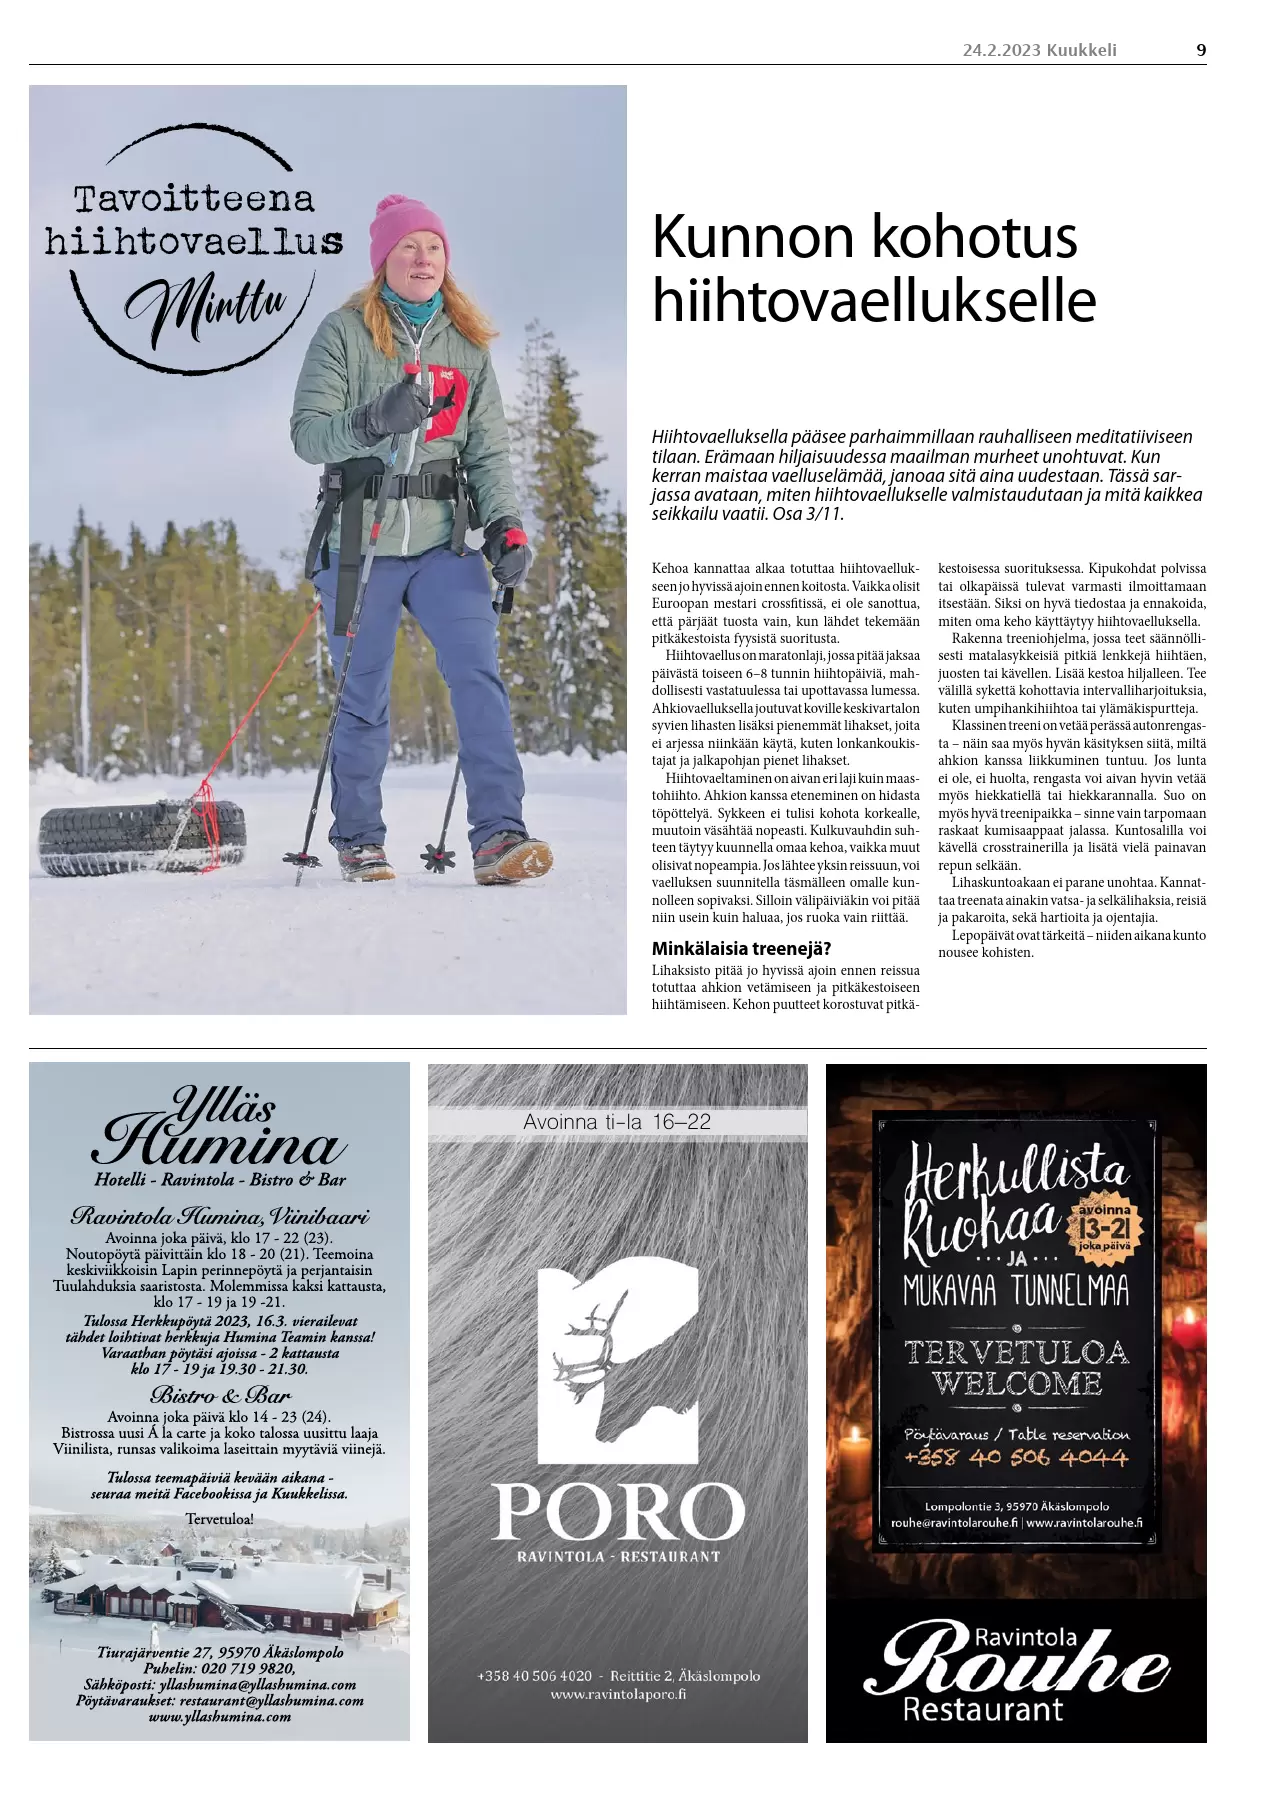 24.2.2023 Kuukkeli 9
Tavoitteena
hiihtovaellus
Minttu
Kunnon kohotus
hiihtovaellukselle
Hiihtovaelluksella pääsee parhaimmillaan rauhalliseen meditatiiviseen
tilaan. Erämaan hiljaisuudessa maailman murheet unohtuvat. Kun
kerran maistaa vaelluselämää, janoaa sitä aina uudestaan. Tässä sar-
jassa avataan, miten hiihtovaellukselle valmistaudutaan ja mitä kaikkea
seikkailu vaatii. Osa 3/11.
Kehoa kannattaa alkaa totuttaa hiihtovaelluk-
seen jo hyvissä ajoin ennen koitosta. Vaikka olisit
Euroopan mestari crossfitissä, ei ole sanottua,
että pärjäät tuosta vain, kun lähdet tekemään
pitkäkestoista fyysistä suoritusta.
Hiihtovaellus on maratonlaji, jossa pitää jaksaa
päivästä toiseen 6–8 tunnin hiihtopäiviä, mah-
dollisesti vastatuulessa tai upottavassa lumessa.
Ahkiovaelluksella joutuvat koville keskivartalon
syvien lihasten lisäksi pienemmät lihakset, joita
ei arjessa niinkään käytä, kuten lonkankoukis-
tajat ja jalkapohjan pienet lihakset.
Hiihtovaeltaminen on aivan eri laji kuin maas-
tohiihto. Ahkion kanssa eteneminen on hidasta
töpöttelyä. Sykkeen ei tulisi kohota korkealle,
muutoin väsähtää nopeasti. Kulkuvauhdin suh-
teen täytyy kuunnella omaa kehoa, vaikka muut
olisivat nopeampia. Jos lähtee yksin reissuun, voi
vaelluksen suunnitella täsmälleen omalle kun-
nolleen sopivaksi. Silloin välipäiviäkin voi pitää
niin usein kuin haluaa, jos ruoka vain riittää.
Minkälaisia treenejä?
Lihaksisto pitää jo hyvissä ajoin ennen reissua
totuttaa ahkion vetämiseen ja pitkäkestoiseen
hiihtämiseen. Kehon puutteet korostuvat pitkä-
kestoisessa suorituksessa. Kipukohdat polvissa
tai olkapäissä tulevat varmasti ilmoittamaan
itsestään. Siksi on hyvä tiedostaa ja ennakoida,
miten oma keho käyttäytyy hiihtovaelluksella.
Rakenna treeniohjelma, jossa teet säännölli-
sesti matalasykkeisiä pitkiä lenkkejä hiihtäen,
juosten tai kävellen. Lisää kestoa hiljalleen. Tee
välillä sykettä kohottavia intervalliharjoituksia,
kuten umpihankihiihtoa tai ylämäkispurtteja.
Klassinen treeni on vetää perässä autonrengas-
ta – näin saa myös hyvän käsityksen siitä, miltä
ahkion kanssa liikkuminen tuntuu. Jos lunta
ei ole, ei huolta, rengasta voi aivan hyvin vetää
myös hiekkatiellä tai hiekkarannalla. Suo on
myös hyvä treenipaikka – sinne vain tarpomaan
raskaat kumisaappaat jalassa. Kuntosalilla voi
kävellä crosstrainerilla ja lisätä vielä painavan
repun selkään.
Lihaskuntoakaan ei parane unohtaa. Kannat-
taa treenata ainakin vatsa- ja selkälihaksia, reisiä
ja pakaroita, sekä hartioita ja ojentajia.
Lepopäivät ovat tärkeitä – niiden aikana kunto
nousee kohisten.
Ylläs
Humina
Hotelli - Ravintola - Bistro & Bar
Ravintola Humina, Viinibaari
Avoinna joka päivä, klo 17 - 22 (23).
Noutopöytä päivittäin klo 18 - 20 (21). Teemoina
keskiviikkoisin Lapin perinnepöytä ja perjantaisin
Tuulahduksia saaristosta. Molemmissa kaksi kattausta,
klo 17 - 19 ja 19 -21.
Tulossa Herkkupöytä 2023, 16.3. vierailevat
tähdet loihtivat herkkuja Humina Teamin kanssa!
Varaathan pöytäsi ajoissa - 2 kattausta
klo 17 - 19 ja 19.30 - 21.30.
Bistro & Bar
Avoinna joka päivä klo 14 - 23 (24).
Bistrossa uusi Á la carte ja koko talossa uusittu laaja
Viinilista, runsas valikoima laseittain myytäviä viinejä.
Tulossa teemapäiviä kevään aikana -
seuraa meitä Facebookissa ja Kuukkelissa.
Tervetuloa!
Tiurajärventie 27, 95970 Äkäslompolo
Puhelin: 020 719 9820,
Sähköposti: yllashumina@yllashumina.com
Pöytävaraukset: restaurant@yllashumina.com
www.yllashumina.com
Avoinna ti-la 16–22
PORO
RAVINTOLA - RESTAURANT
+358 40 506 4020 - Reittitie 2, Äkäslompolo
www.ravintolaporo.fi
Herkullista
Ruokaa
avoinna
13-21
joka päivä
... JA ...
MUKAVAA TUNNELMAA
TERVETULOA
WELCOME
Pöytävaraus / Table reservation
+358 40 506 4044
Lompolontie 3, 95970 Äkäslompolo
rouhe@ravintolarouhe.fi | www.ravintolarouhe.fi
Ravintola
Rouhe
Restaurant